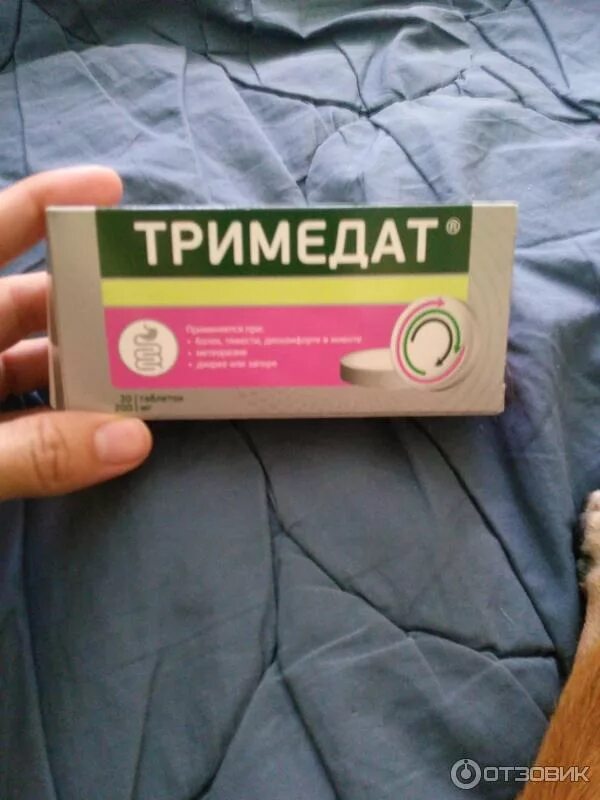 ТРИМЕДАТ®
Применяется при:
• болях, тяжести, дискомфорте в животе
• метеоризме
• диарее или запоре
30 таблеток
200 мг
ОТЗОВИК